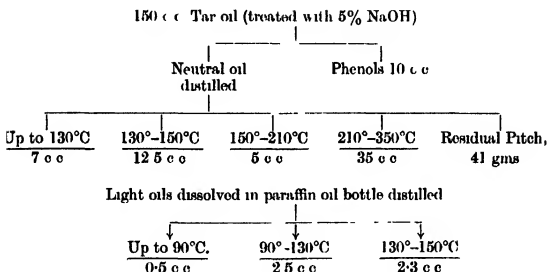 150 c c Tar oil (treated with 5% NaOH)
Neutral oil distilled Phenols 10 c c
Up to 130°C 130°-150°C 150°-210°C 210°-350°C Residual Pitch,
7 c c 12 5 c c 5 c c 35 c c 41 gms
Light oils dissolved in paraffin oil bottle distilled
Up to 90°C. 90°-130°C 130°-150°C
0·5 c c 2 5 c c 2·3 c c